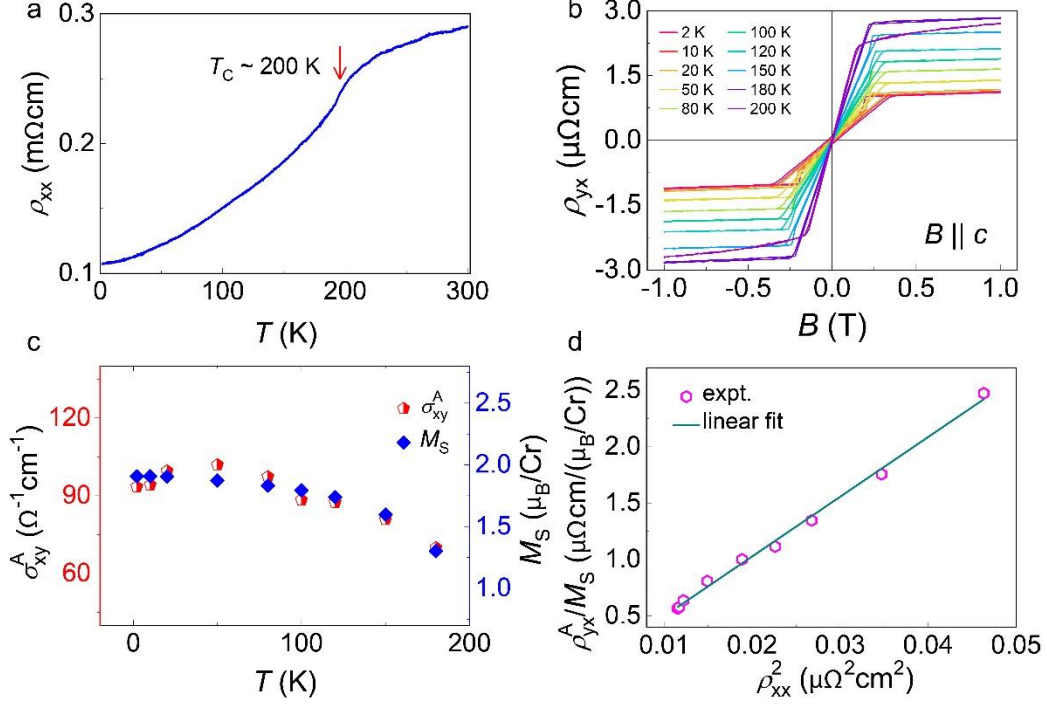 a
0.3
0.2
0.1
ρxx (mΩcm)
TC ~ 200 K
0
100
200
300
T (K)
b
3.0
1.5
0.0
-1.5
-3.0
ρyx (μΩcm)
2 K
10 K
20 K
50 K
80 K
100 K
120 K
150 K
180 K
200 K
B || c
-1.0
-0.5
0.0
0.5
1.0
B (T)
c
120
90
60
σAxy (Ω-1cm-1)
σAxy
MS
2.5
2.0
1.5
1.0
MS (μB/Cr)
0
100
200
T (K)
d
2.5
2.0
1.5
1.0
0.5
ρAyx/MS (μΩcm/(μB/Cr))
expt.
linear fit
0.01
0.02
0.03
0.04
0.05
ρ2xx (μΩ2cm2)